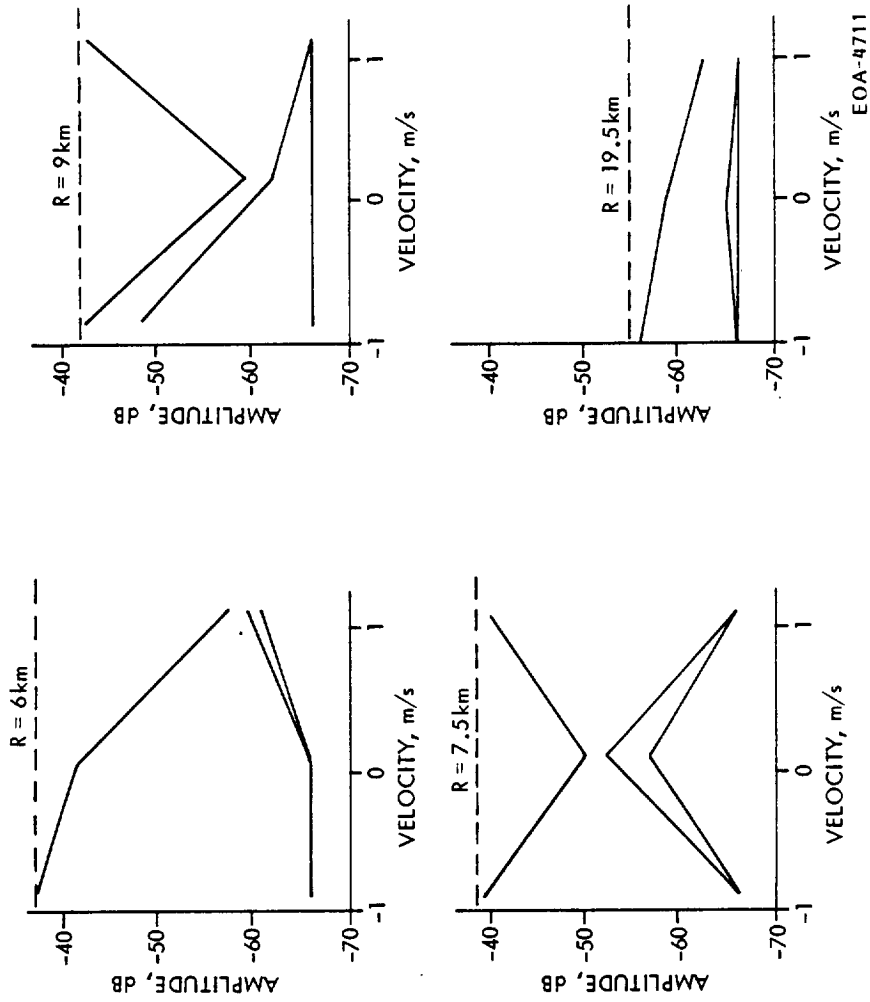 R = 6km
-40
-50
-60
-70
AMPLITUDE, dB
-1
0
1
VELOCITY, m/s
R = 9km
-40
-50
-60
-70
AMPLITUDE, dB
-1
0
1
VELOCITY, m/s
R = 7.5km
-40
-50
-60
-70
AMPLITUDE, dB
-1
0
1
VELOCITY, m/s
R = 19.5km
-40
-50
-60
-70
AMPLITUDE, dB
-1
0
1
VELOCITY, m/s
EOA-4711